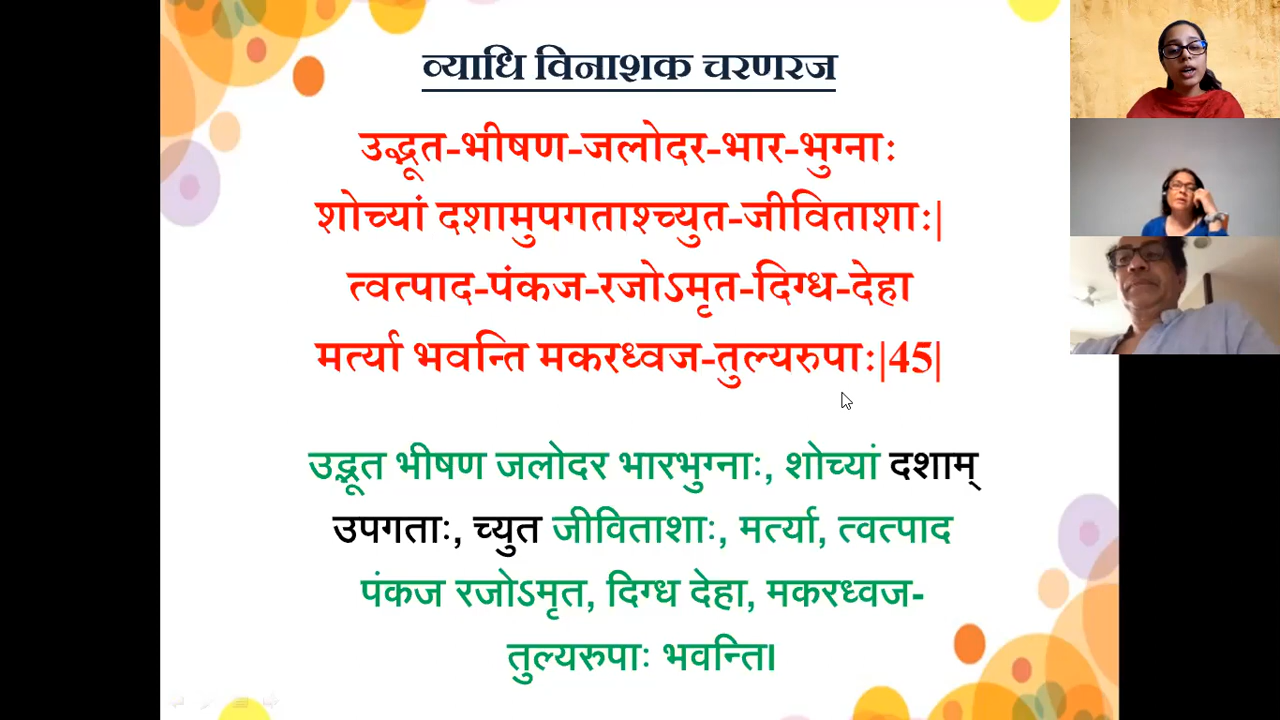 व्याधि विनाशक चरणरज
उद्भूत-भीषण-जलोदर-भार-भुग्नाः
शोच्यां दशामुपगताश्च्युत-जीविताशाः|
त्वत्पाद-पंकज-रजोऽमृत-दिग्ध-देहा
मर्त्या भवन्ति मकरध्वज-तुल्यरुपाः|45|
उद्भूत भीषण जलोदर भारभुग्नाः, शोच्यां दशाम्
उपगताः, च्युत जीविताशाः, मर्त्या, त्वत्पाद
पंकज रजोऽमृत, दिग्ध देहा, मकरध्वज-
तुल्यरुपाः भवन्ति।